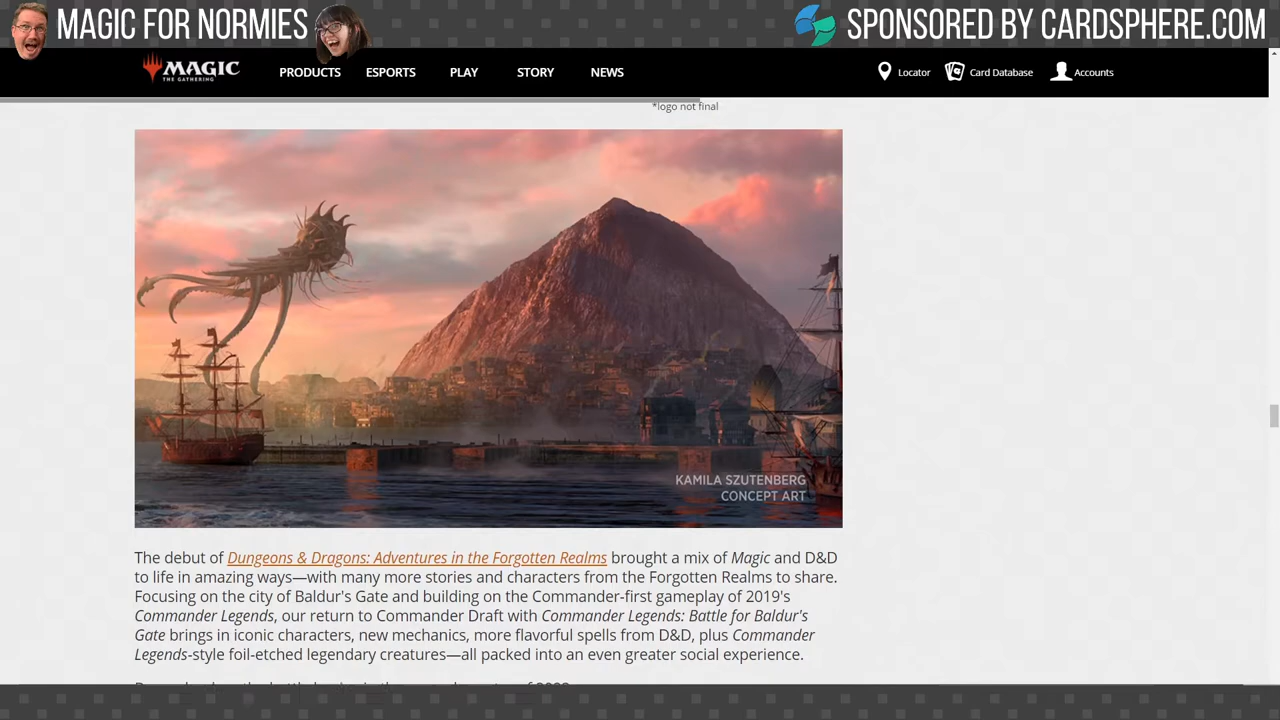 MAGIC FOR NORMIES
SPONSORED BY CARDSPHERE.COM
MAGIC
THE GATHERING
PRODUCTS
ESPORTS
PLAY
STORY
NEWS
Locator
Card Database
Accounts
*logo not final
KAMILA SZUTENBERG
CONCEPT ART
The debut of Dungeons & Dragons: Adventures in the Forgotten Realms brought a mix of Magic and D&D
to life in amazing ways—with many more stories and characters from the Forgotten Realms to share.
Focusing on the city of Baldur's Gate and building on the Commander-first gameplay of 2019's
Commander Legends, our return to Commander Draft with Commander Legends: Battle for Baldur's
Gate brings in iconic characters, new mechanics, more flavorful spells from D&D, plus Commander
Legends-style foil-etched legendary creatures—all packed into an even greater social experience.